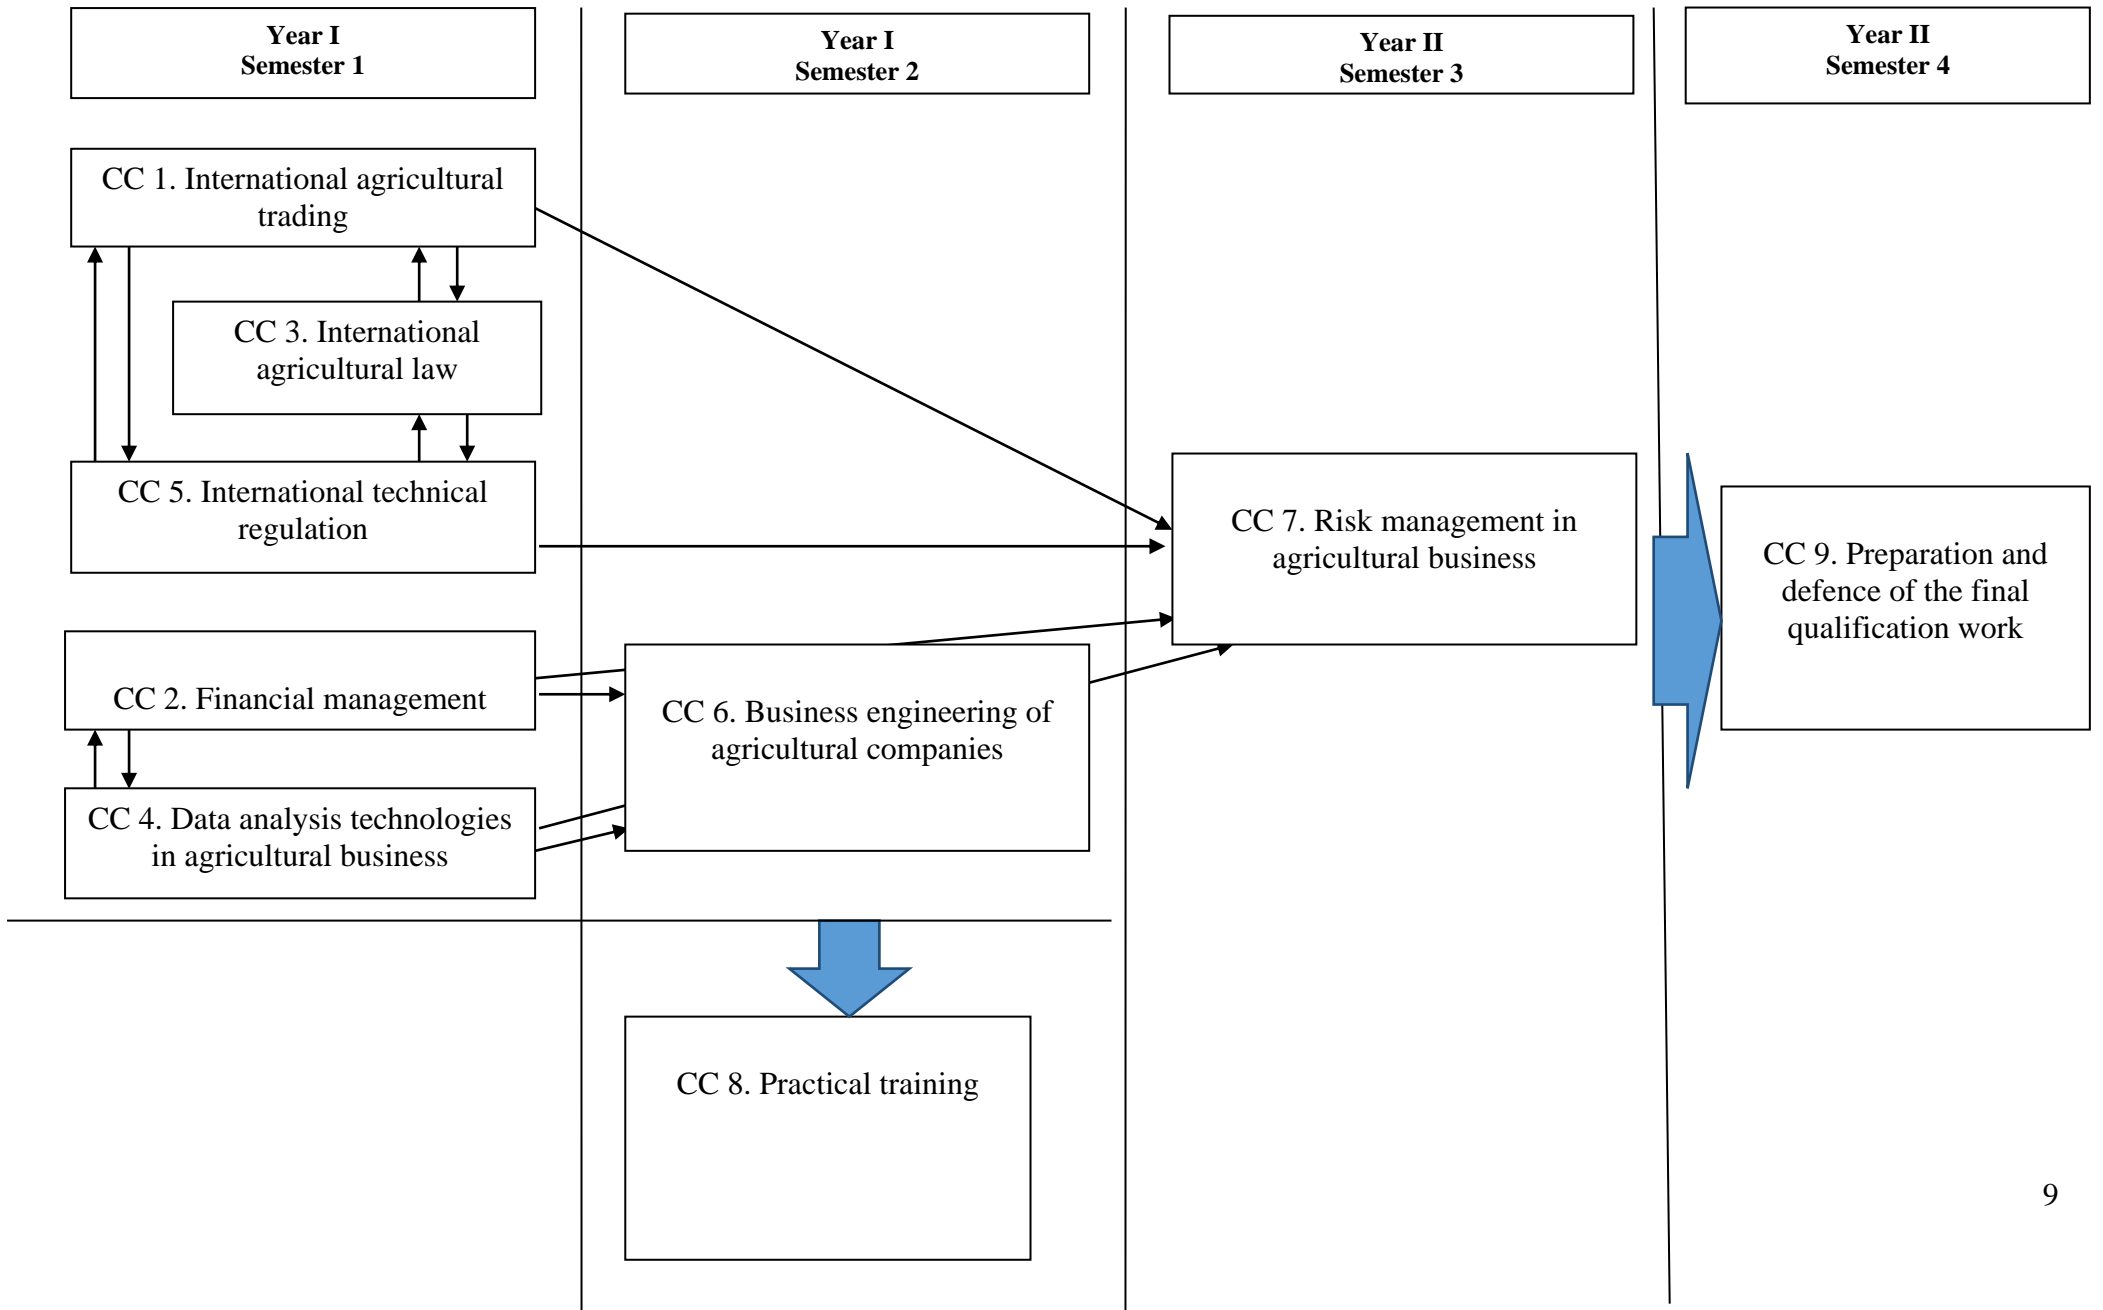 Year I
Semester 1
Year I
Semester 2
Year II
Semester 3
Year II
Semester 4
CC 1. International agricultural
trading
CC 3. International
agricultural law
CC 5. International technical
regulation
CC 2. Financial management
CC 4. Data analysis technologies
in agricultural business
CC 6. Business engineering of
agricultural companies
CC 8. Practical training
CC 7. Risk management in
agricultural business
CC 9. Preparation and
defence of the final
qualification work
9